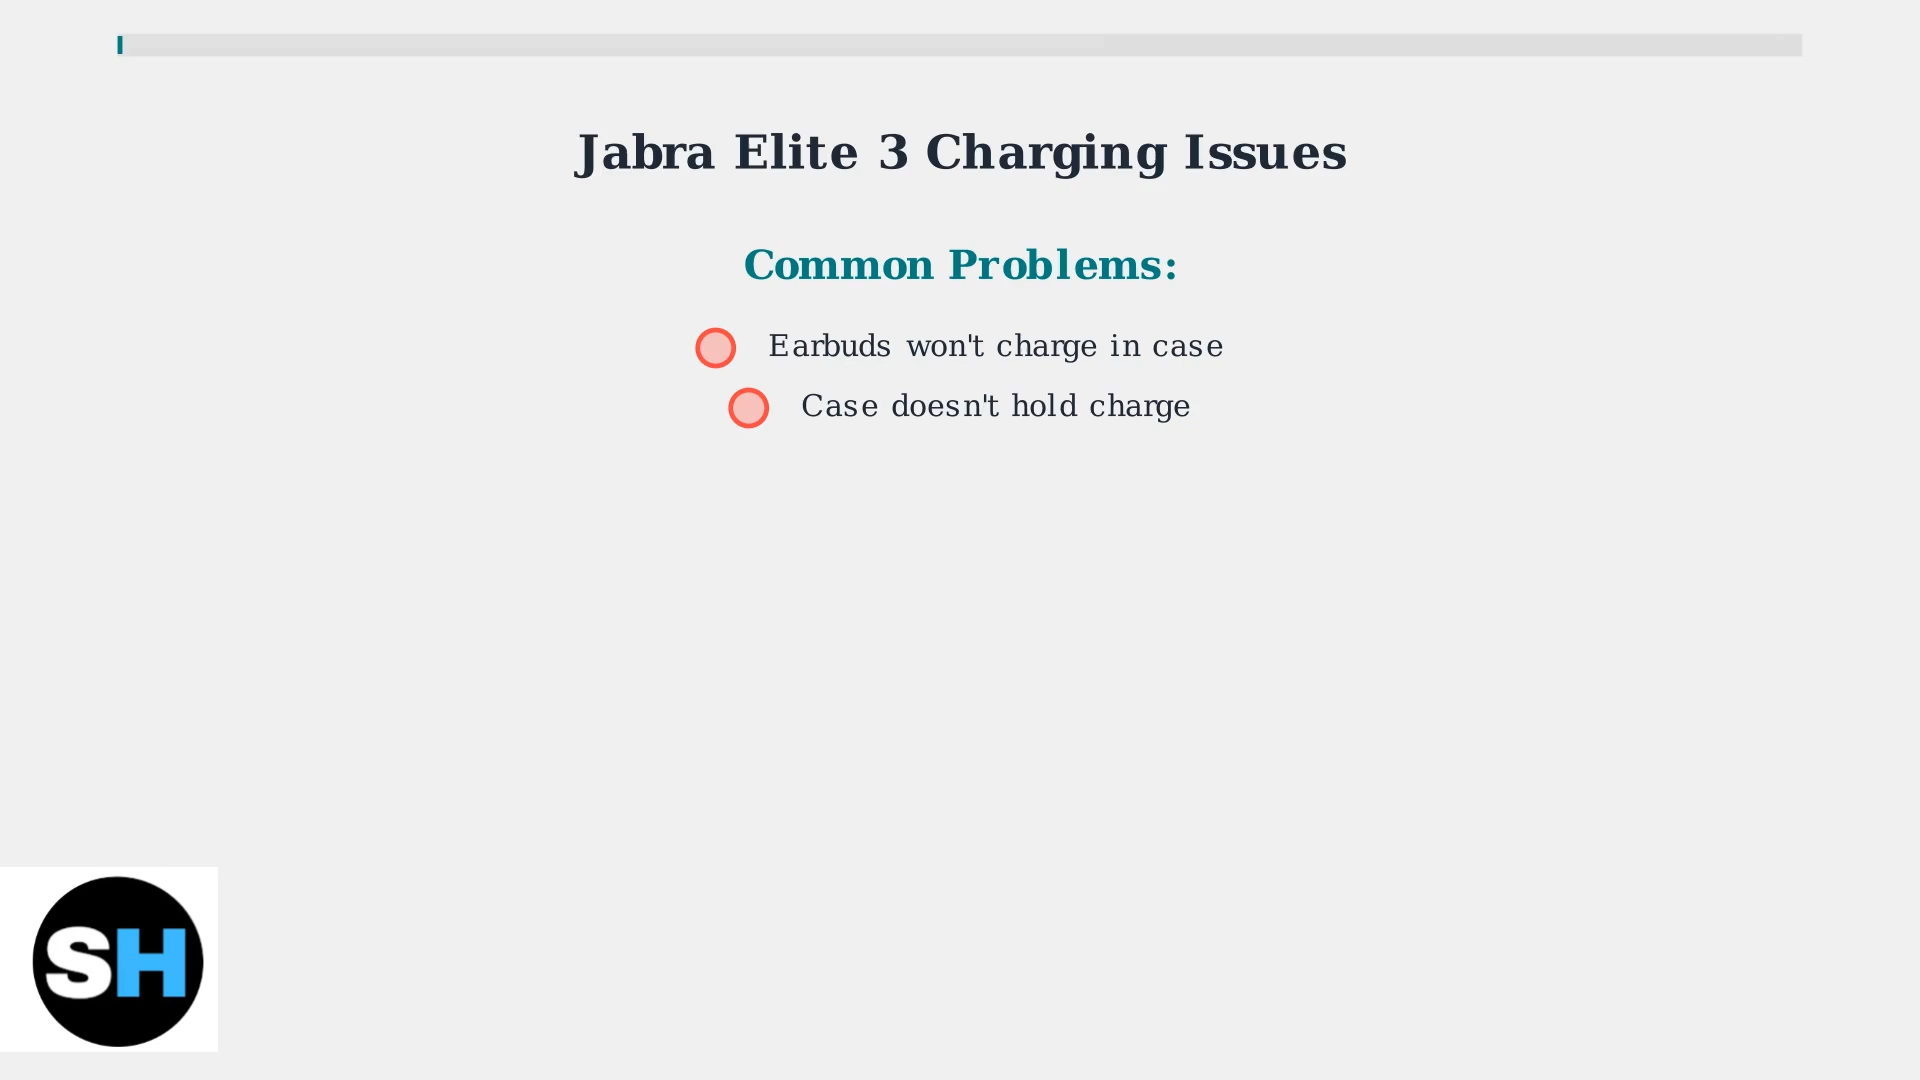 Jabra Elite 3 Charging Issues
Common Problems:
Earbuds won't charge in case
Case doesn't hold charge
SH